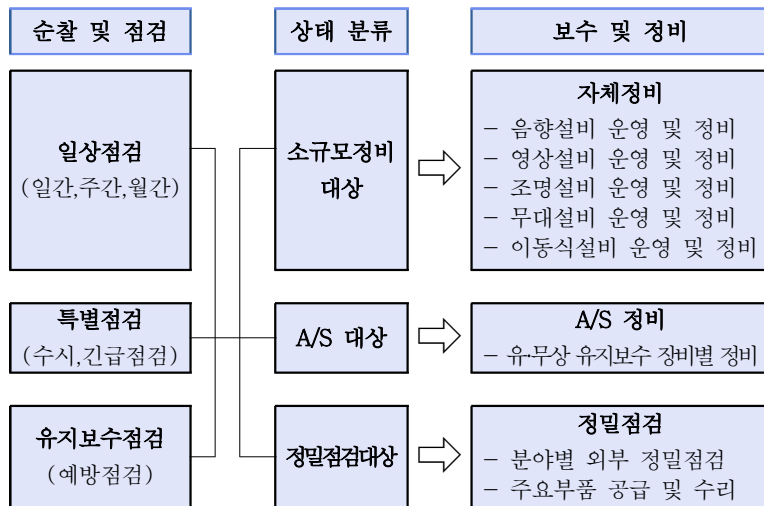 순찰 및 점검
상태 분류
보수 및 정비
일상점검
(일간,주간,월간)
소규모정비
대상
자체정비
- 음향설비 운영 및 정비
- 영상설비 운영 및 정비
- 조명설비 운영 및 정비
- 무대설비 운영 및 정비
- 이동식설비 운영 및 정비
특별점검
(수시,긴급점검)
A/S 대상
A/S 정비
- 유·무상 유지보수 장비별 정비
유지보수점검
(예방점검)
정밀점검대상
정밀점검
- 분야별 외부 정밀점검
- 주요부품 공급 및 수리